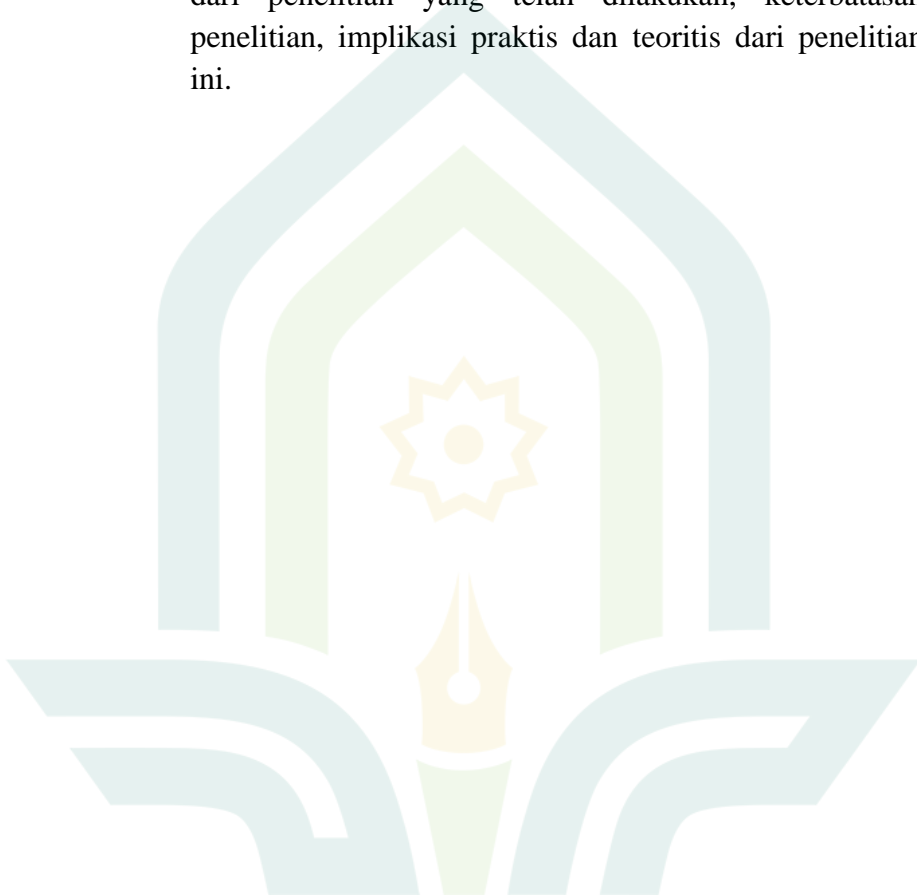 dari penelitian yang telah dilakukan, keterbatasan
penelitian, implikasi praktis dan teoritis dari penelitian
ini.